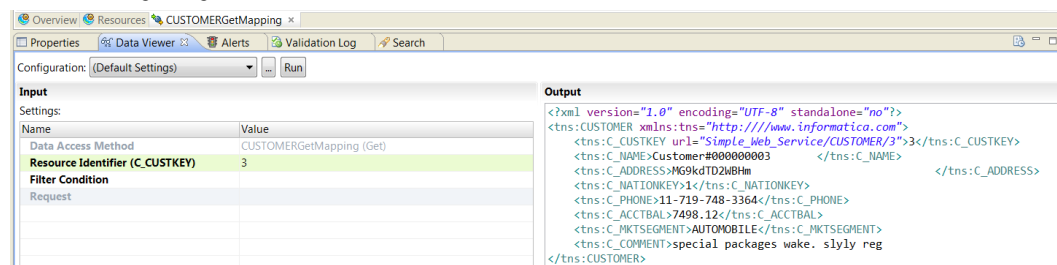 Overview Resources CUSTOMERGetMapping
Properties Data Viewer Alerts Validation Log Search
Configuration: (Default Settings) ... Run
Input
Settings:
Name Value
Data Access Method CUSTOMERGetMapping (Get)
Resource Identifier (C_CUSTKEY) 3
Filter Condition
Request
Output
<?xml version="1.0" encoding="UTF-8" standalone="no"?>
<tns:CUSTOMER xmlns:tns="http:////www.informatica.com">
<tns:C_CUSTKEY url="Simple_Web_Service/CUSTOMER/3">3</tns:C_CUSTKEY>
<tns:C_NAME>Customer#000000003 </tns:C_NAME>
<tns:C_ADDRESS>MG9kdTD2WBHm </tns:C_ADDRESS>
<tns:C_NATIONKEY>1</tns:C_NATIONKEY>
<tns:C_PHONE>11-719-748-3364</tns:C_PHONE>
<tns:C_ACCTBAL>7498.12</tns:C_ACCTBAL>
<tns:C_MKTSEGMENT>AUTOMOBILE</tns:C_MKTSEGMENT>
<tns:C_COMMENT>special packages wake. slyly reg
</tns:CUSTOMER>